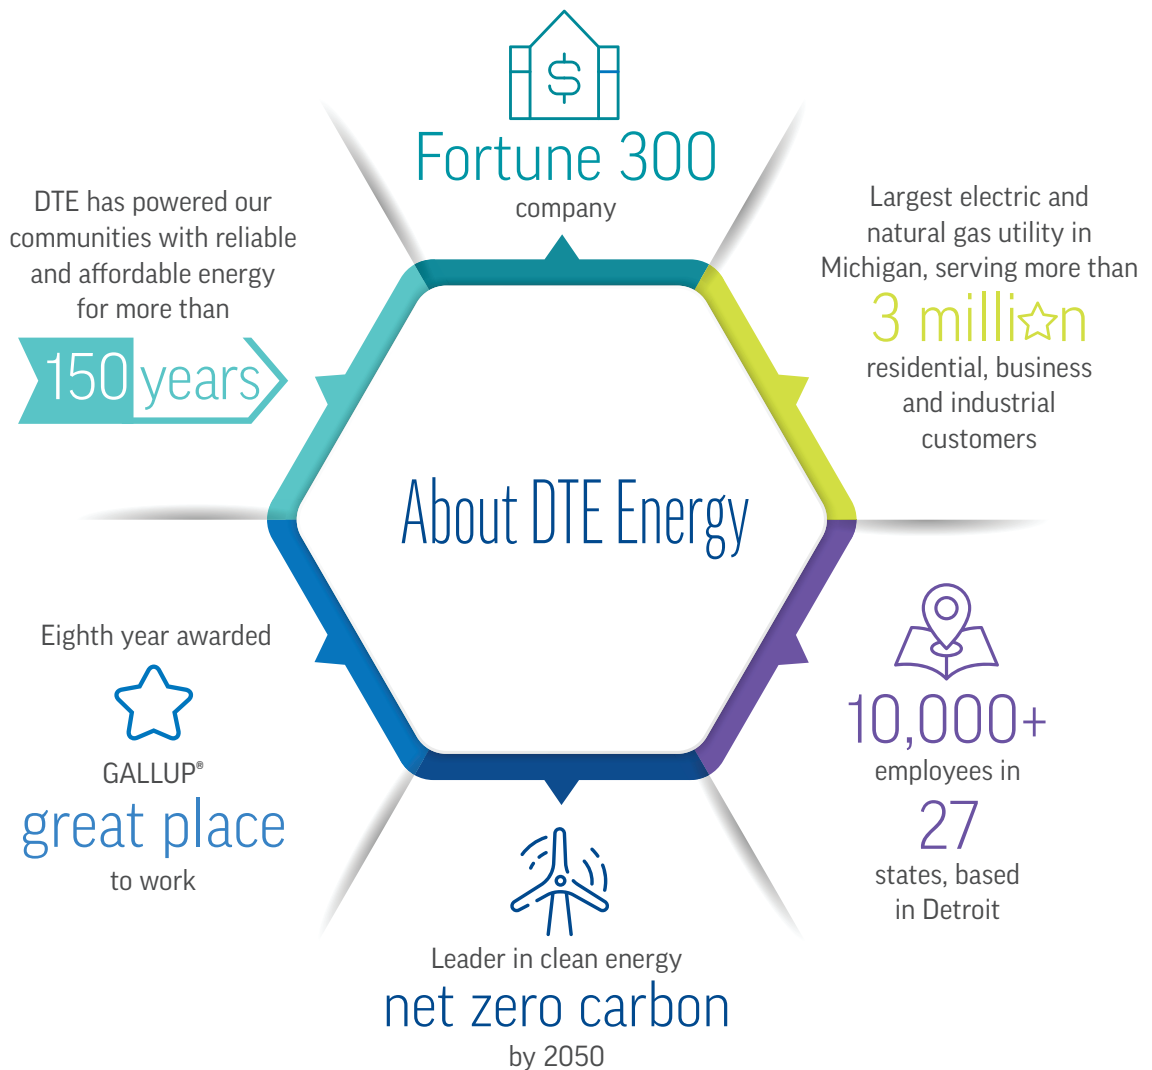 Fortune 300
company
DTE has powered our
communities with reliable
and affordable energy
for more than
150 years
Largest electric and
natural gas utility in
Michigan, serving more than
3 million
residential, business
and industrial
customers
About DTE Energy
Eighth year awarded
GALLUP®
great place
to work
10,000+
employees in
27
states, based
in Detroit
Leader in clean energy
net zero carbon
by 2050